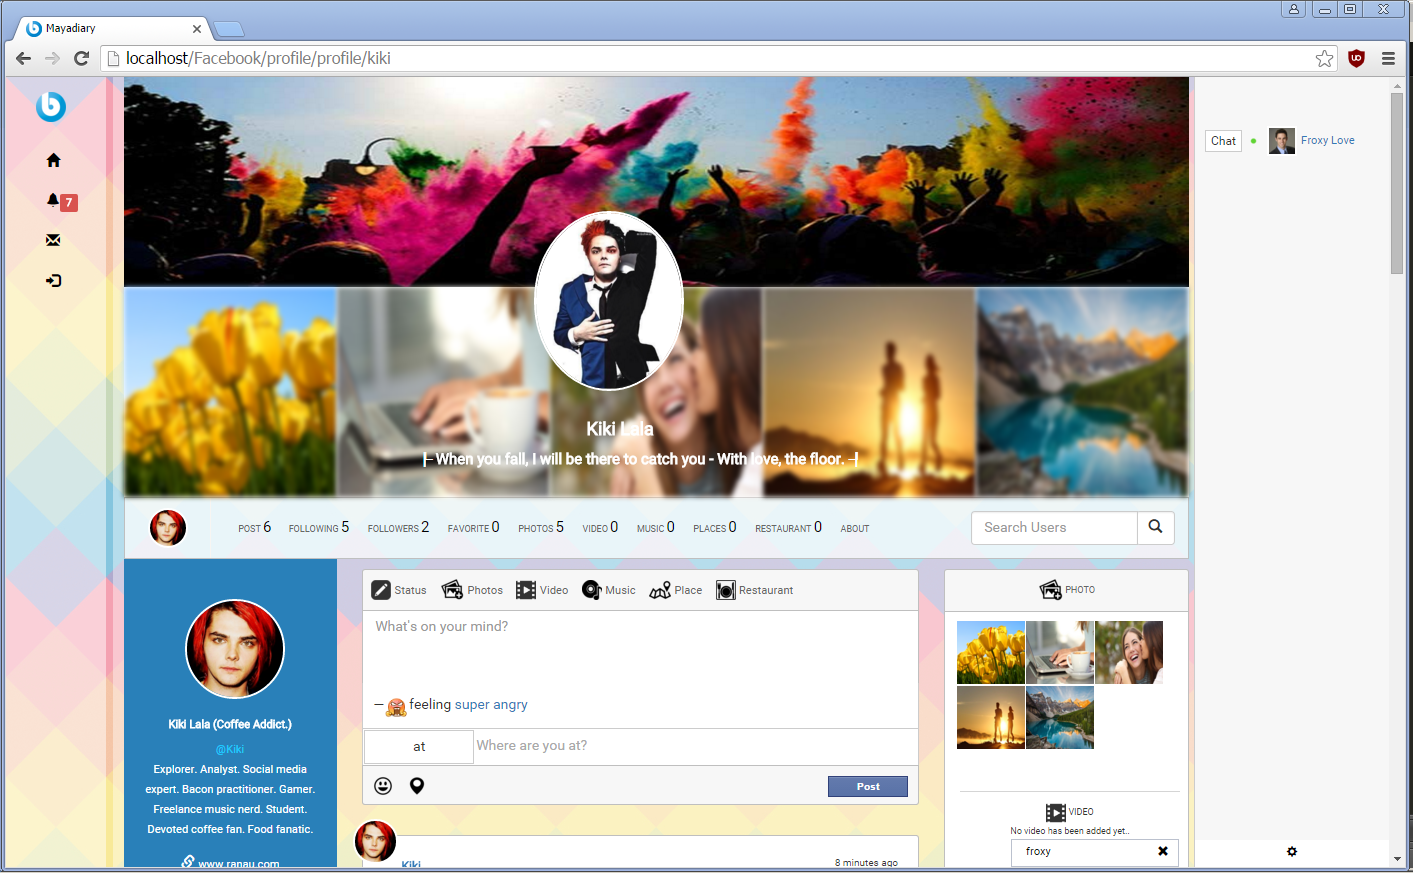 Mayadiary
localhost/Facebook/profile/profile/kiki
7
Chat
Froxy Love
Kiki Lala
├- When you fall, I will be there to catch you - With love, the floor. -┤
POST 6 FOLLOWING 5 FOLLOWERS 2 FAVORITE 0 PHOTOS 5 VIDEO 0 MUSIC 0 PLACES 0 RESTAURANT 0 ABOUT
Search Users
Status Photos Video Music Place Restaurant
What's on your mind?
— feeling super angry
at Where are you at?
Post
Kiki Lala (Coffee Addict.)
@Kiki
Explorer. Analyst. Social media
expert. Bacon practitioner. Gamer.
Freelance music nerd. Student.
Devoted coffee fan. Food fanatic.
www.ranau.com
Kiki
8 minutes ago
PHOTO
VIDEO
No video has been added yet..
froxy